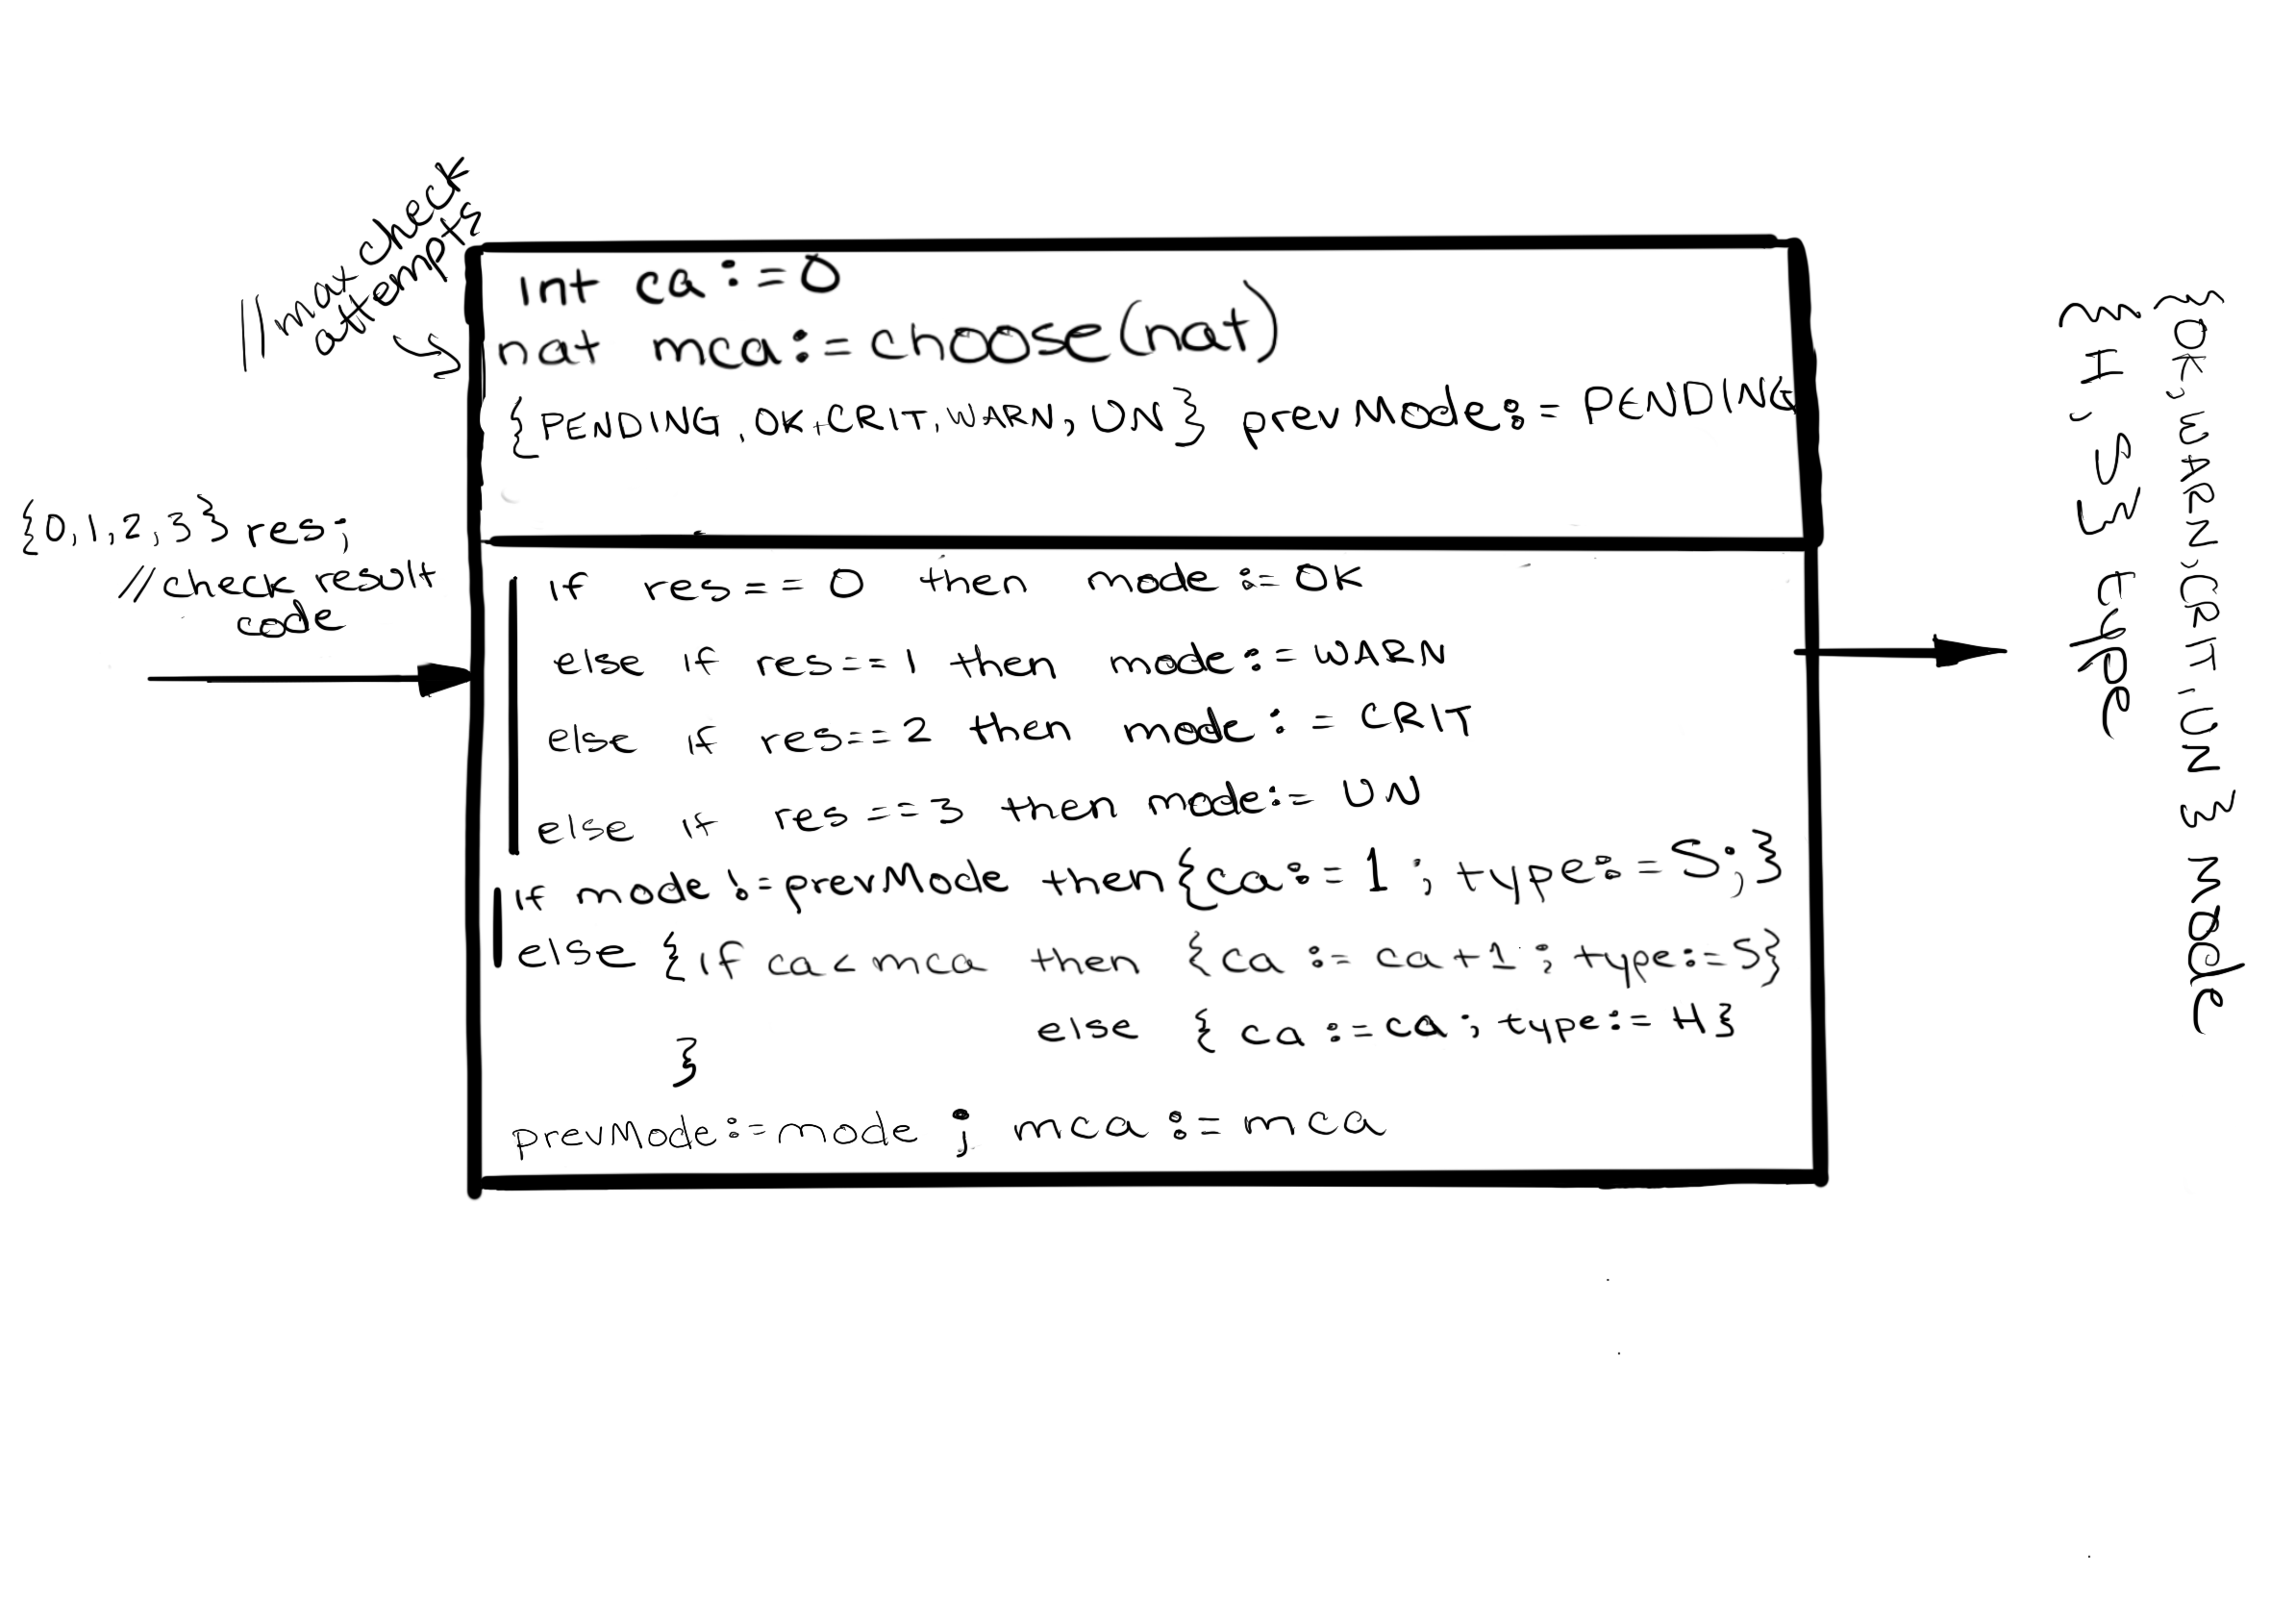 //mat check
attempts
int ca := 0
nat mca := choose(nat)
{PENDING, OK, CRIT, WARN, UN} prevMode := PENDING
{0,1,2,3} res;
//check result
code
if res == 0 then mode := OK
else if res == 1 then mode := WARN
else if res == 2 then mode := CRIT
else if res == 3 then mode := UN
if mode != prevMode then {ca := 1 ; type := S;}
else {if ca < mca then {ca := ca + 1 ; type := S}
else { ca := ca ; type := H}
}
prevMode := mode ; mca := mca
{OK, WARN, CRIT, UN} mode
{H, S} type